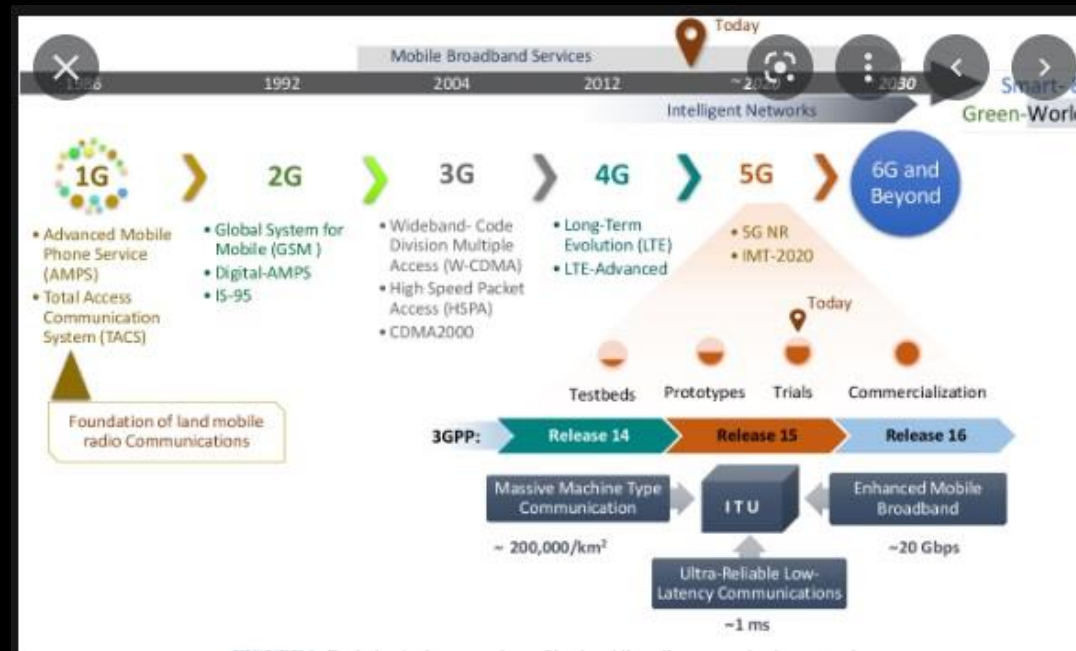 Today
Mobile Broadband Services
1992
2004
2012
2030
Smart- &
Intelligent Networks
Green-World
1G
2G
3G
4G
5G
6G and
Beyond
• Advanced Mobile
Phone Service
(AMPS)
• Total Access
Communication
System (TACS)
• Global System for
Mobile (GSM )
• Digital-AMPS
• IS-95
• Wideband- Code
Division Multiple
Access (W-CDMA)
• High Speed Packet
Access (HSPA)
• CDMA2000
• Long-Term
Evolution (LTE)
• LTE-Advanced
• 5G NR
• IMT-2020
Today
Testbeds
Prototypes
Trials
Commercialization
Foundation of land mobile
radio Communications
3GPP:
Release 14
Release 15
Release 16
Massive Machine Type
Communication
~ 200,000/km²
ITU
Enhanced Mobile
Broadband
~20 Gbps
Ultra-Reliable Low-
Latency Communications
~1 ms